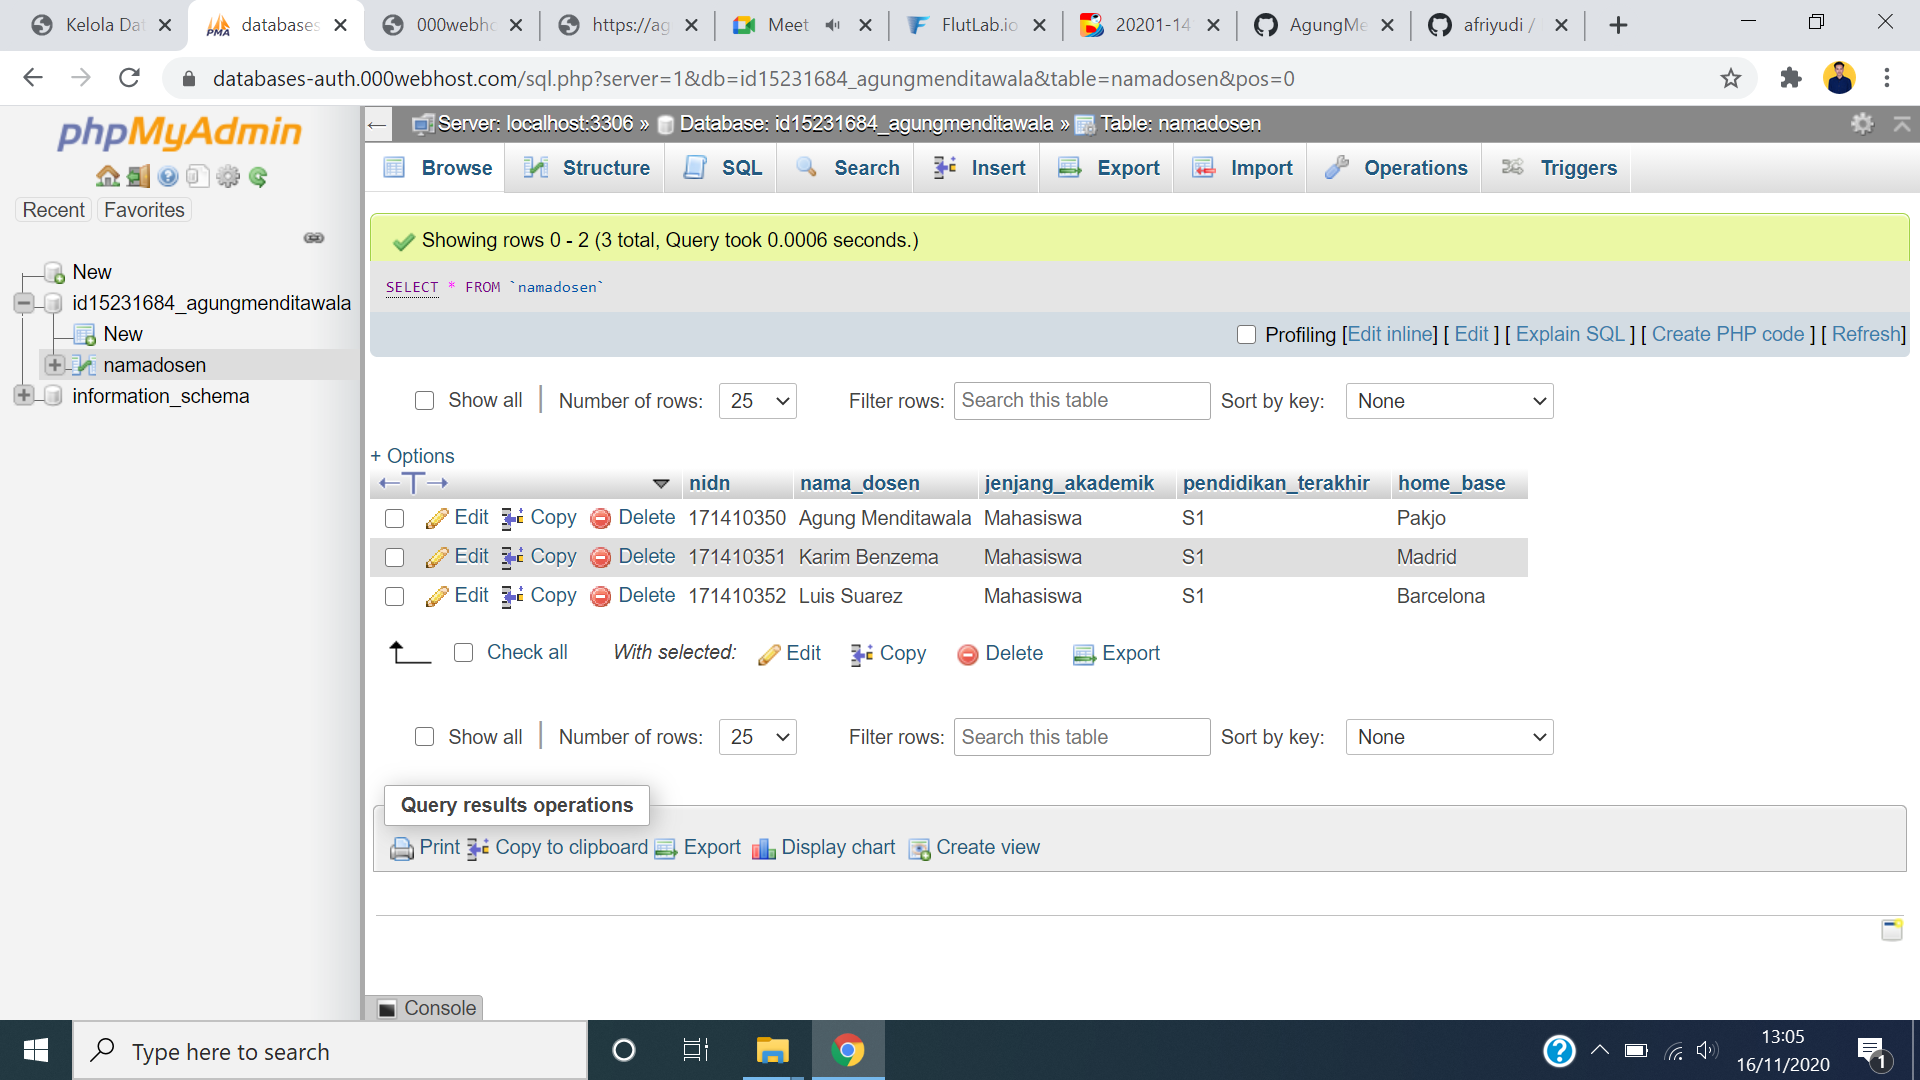 Kelola Dat
databases
000webho
https://ag
Meet
FlutLab.io
20201-141
AgungMe
afriyudi /
databases-auth.000webhost.com/sql.php?server=1&db=id15231684_agungmenditawala&table=namadosen&pos=0
phpMyAdmin
Recent Favorites
New
id15231684_agungmenditawala
New
namadosen
information_schema
Server: localhost:3306 » Database: id15231684_agungmenditawala » Table: namadosen
Browse Structure SQL Search Insert Export Import Operations Triggers
Showing rows 0 - 2 (3 total, Query took 0.0006 seconds.)
SELECT * FROM `namadosen`
Profiling [Edit inline] [ Edit ] [ Explain SQL ] [ Create PHP code ] [ Refresh]
Show all Number of rows: 25 Filter rows: Search this table Sort by key: None
+ Options
nidn nama_dosen jenjang_akademik pendidikan_terakhir home_base
Edit Copy Delete 171410350 Agung Menditawala Mahasiswa S1 Pakjo
Edit Copy Delete 171410351 Karim Benzema Mahasiswa S1 Madrid
Edit Copy Delete 171410352 Luis Suarez Mahasiswa S1 Barcelona
Check all With selected: Edit Copy Delete Export
Show all Number of rows: 25 Filter rows: Search this table Sort by key: None
Query results operations
Print Copy to clipboard Export Display chart Create view
Console
Type here to search
13:05
16/11/2020
1